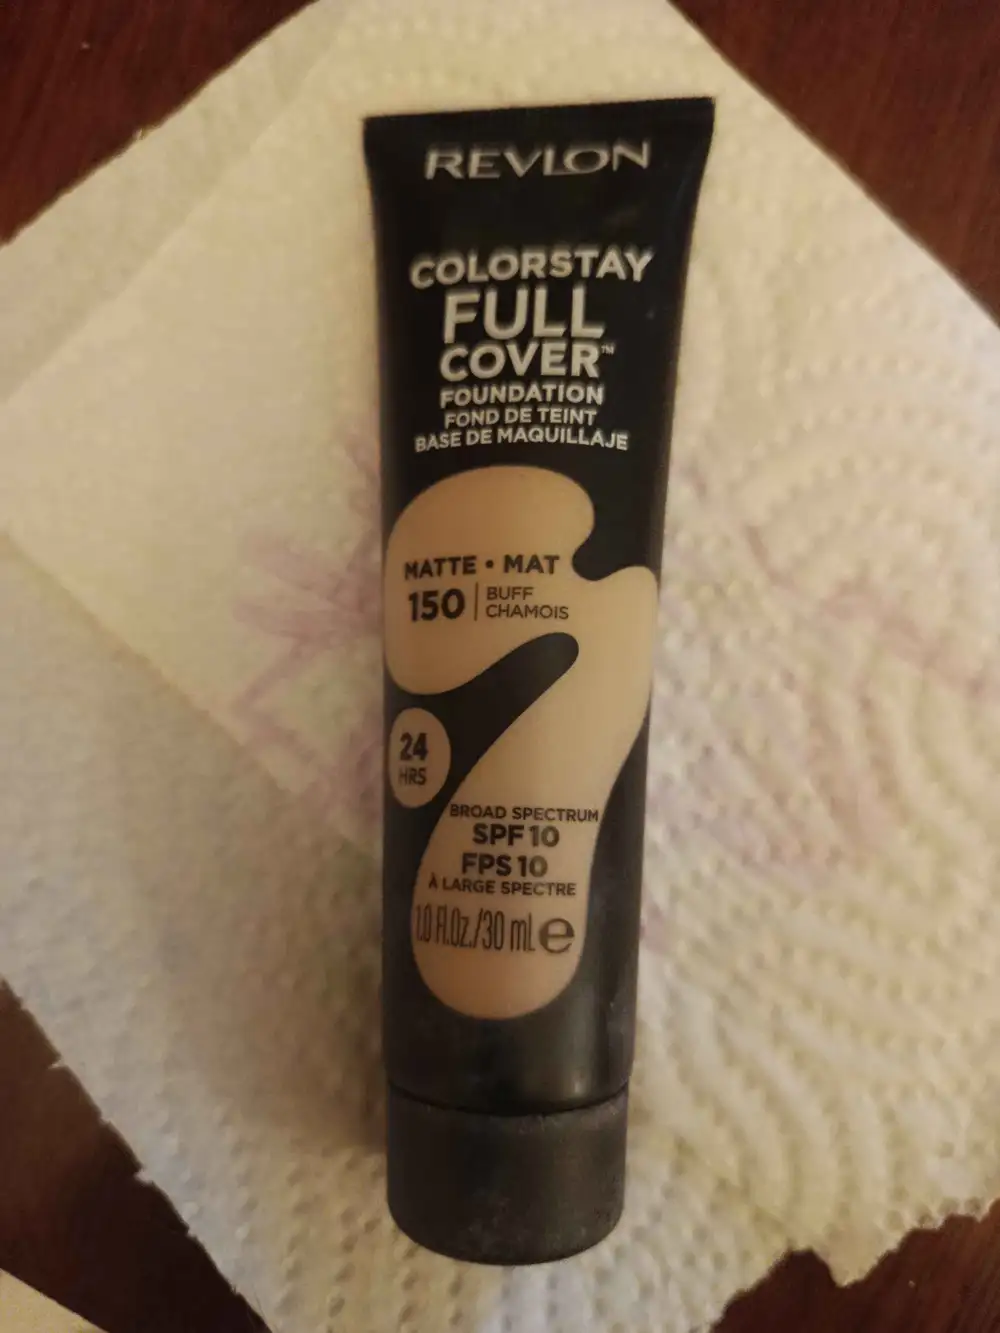 REVLON
COLORSTAY
FULL
COVER™
FOUNDATION
FOND DE TEINT
BASE DE MAQUILLAJE
MATTE • MAT
150 | BUFF
CHAMOIS
24
HRS
BROAD SPECTRUM
SPF 10
FPS 10
À LARGE SPECTRE
1.0 Fl.Oz./30 mL e